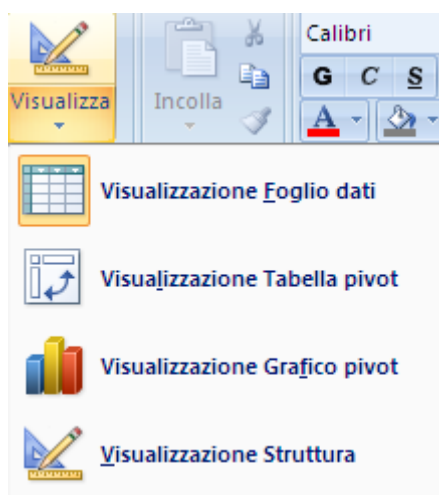 Visualizza
Incolla
Calibri
G C S
A
Visualizzazione Foglio dati
Visualizzazione Tabella pivot
Visualizzazione Grafico pivot
Visualizzazione Struttura